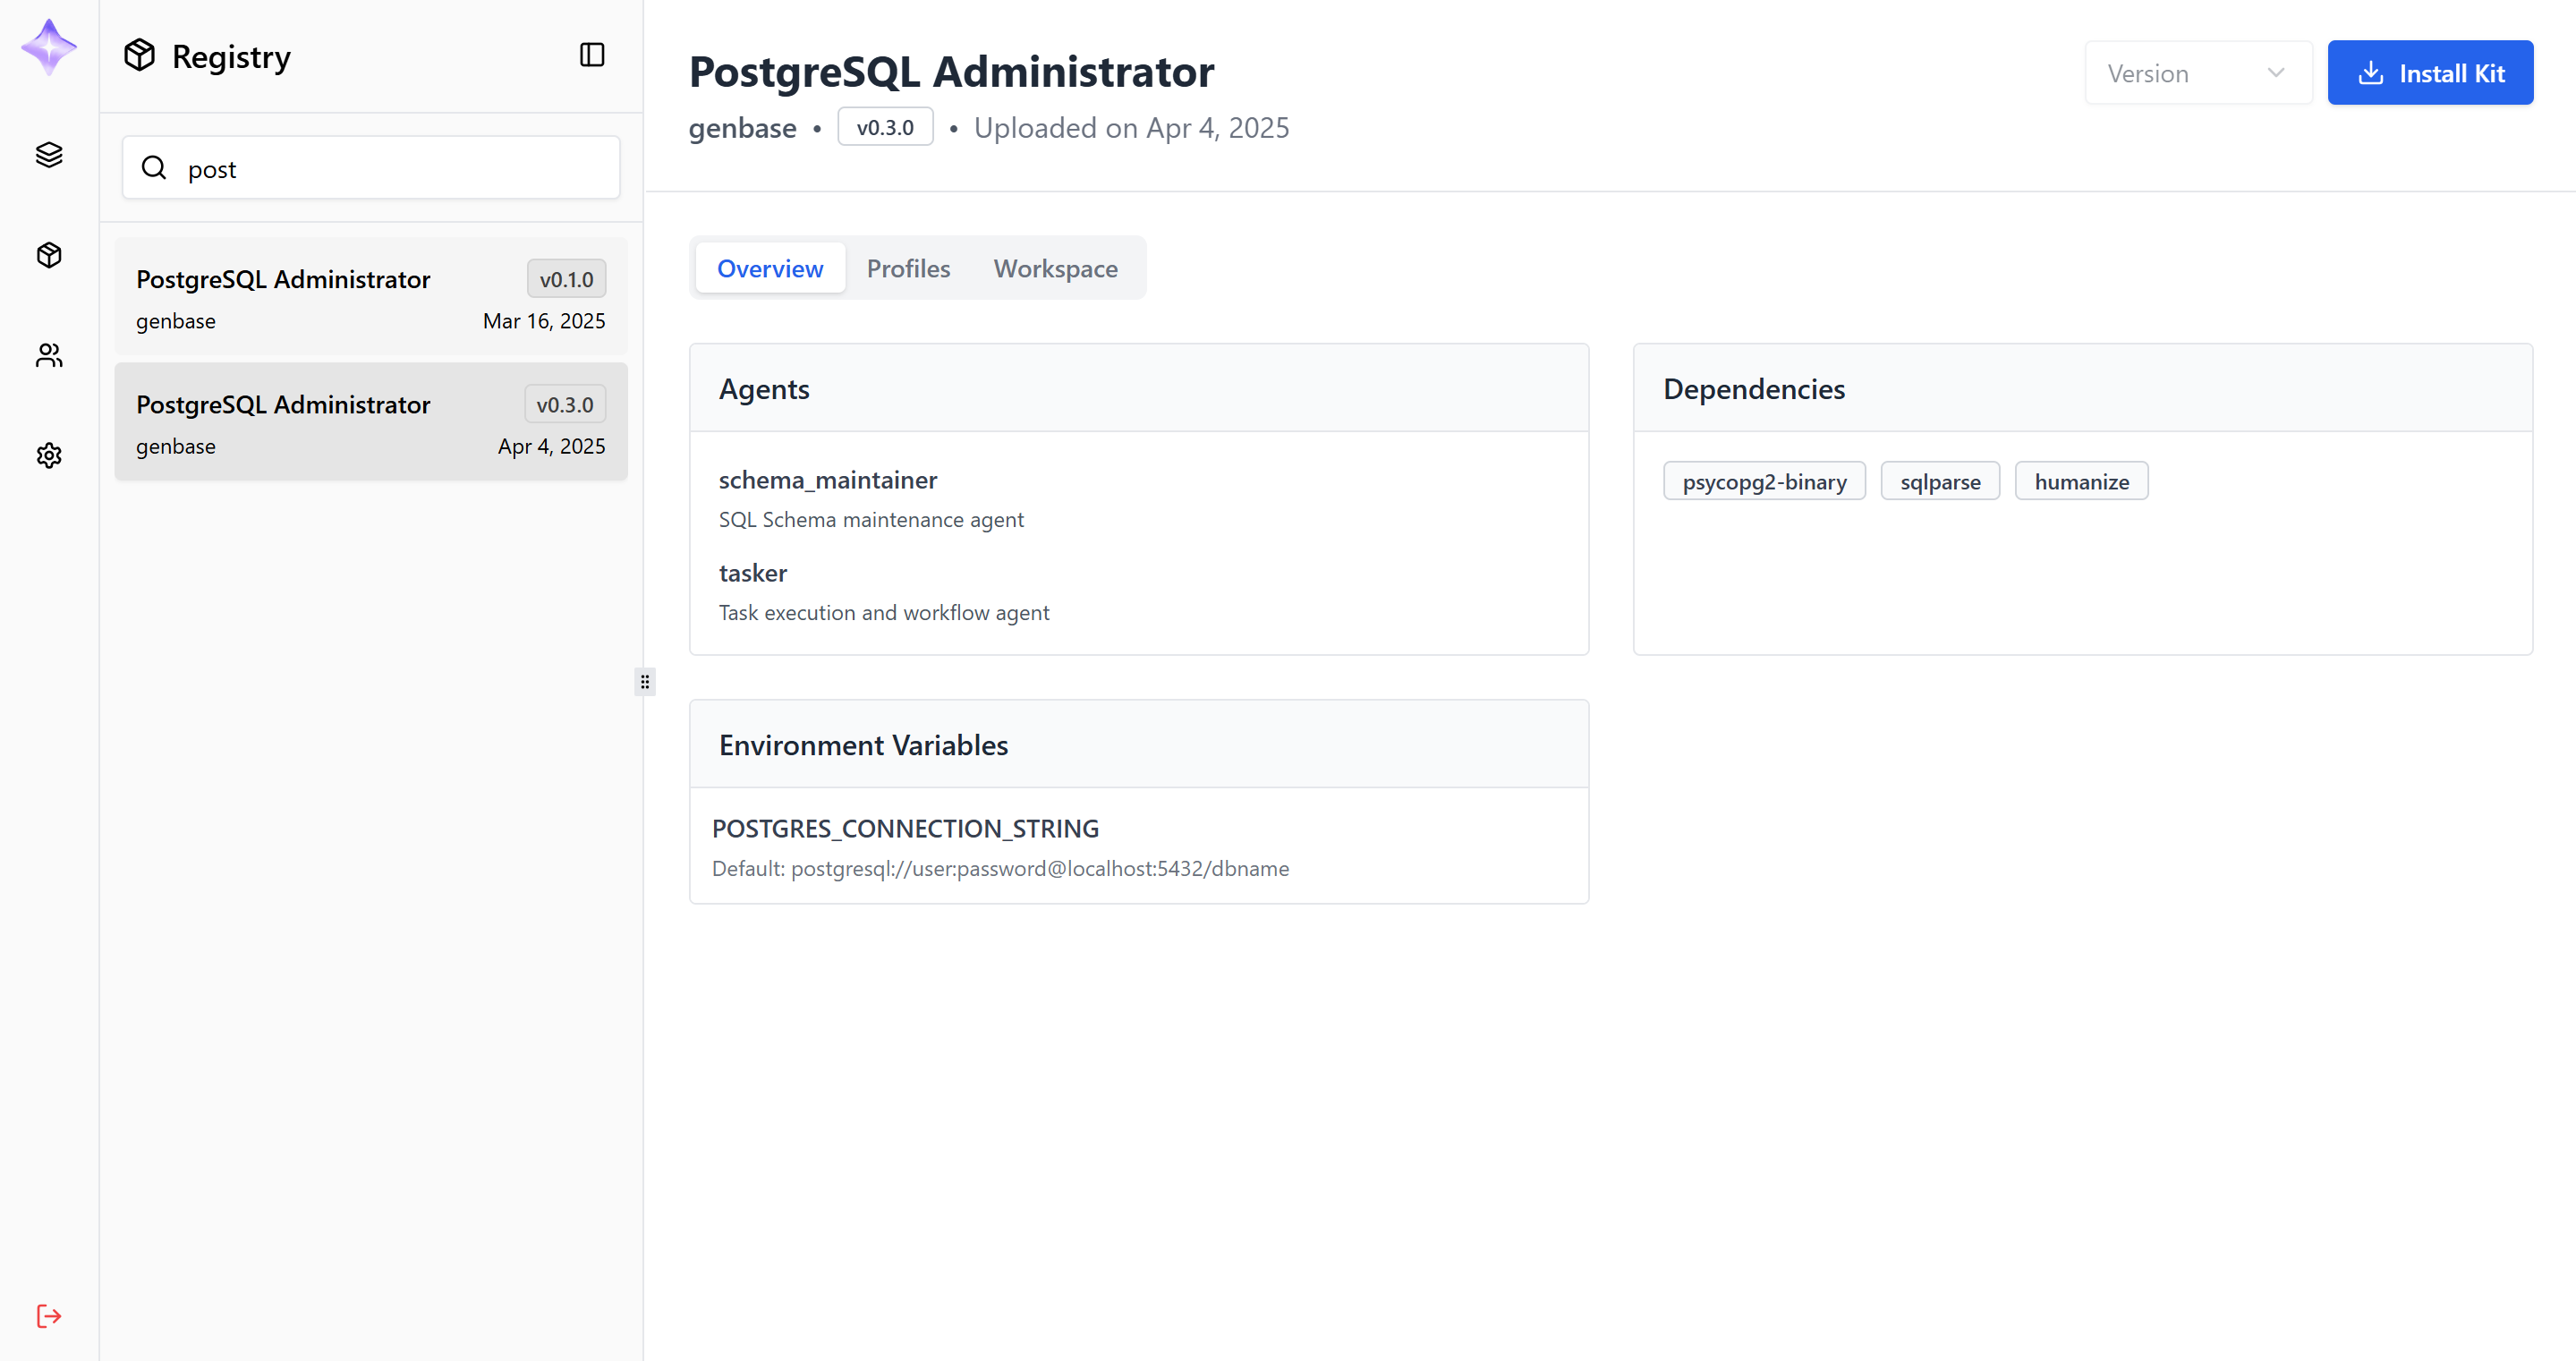 Registry
post
PostgreSQL Administrator v0.1.0
genbase Mar 16, 2025
PostgreSQL Administrator v0.3.0
genbase Apr 4, 2025
PostgreSQL Administrator
genbase • v0.3.0 • Uploaded on Apr 4, 2025
Version
Install Kit
Overview Profiles Workspace
Agents
schema_maintainer
SQL Schema maintenance agent
tasker
Task execution and workflow agent
Dependencies
psycopg2-binary sqlparse humanize
Environment Variables
POSTGRES_CONNECTION_STRING
Default: postgresql://user:password@localhost:5432/dbname